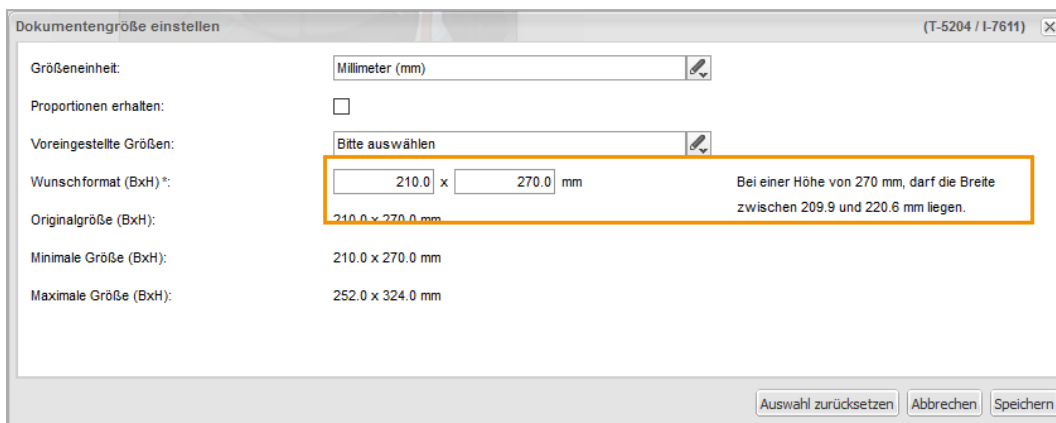 Dokumentengröße einstellen (T-5204 / I-7611)
Größeneinheit: Millimeter (mm)
Proportionen erhalten:
Voreingestellte Größen: Bitte auswählen
Wunschformat (BxH) *: 210.0 x 270.0 mm Bei einer Höhe von 270 mm, darf die Breite
zwischen 209.9 und 220.6 mm liegen.
Originalgröße (BxH): 210.0 x 270.0 mm
Minimale Größe (BxH): 210.0 x 270.0 mm
Maximale Größe (BxH): 252.0 x 324.0 mm
Auswahl zurücksetzen Abbrechen Speichern